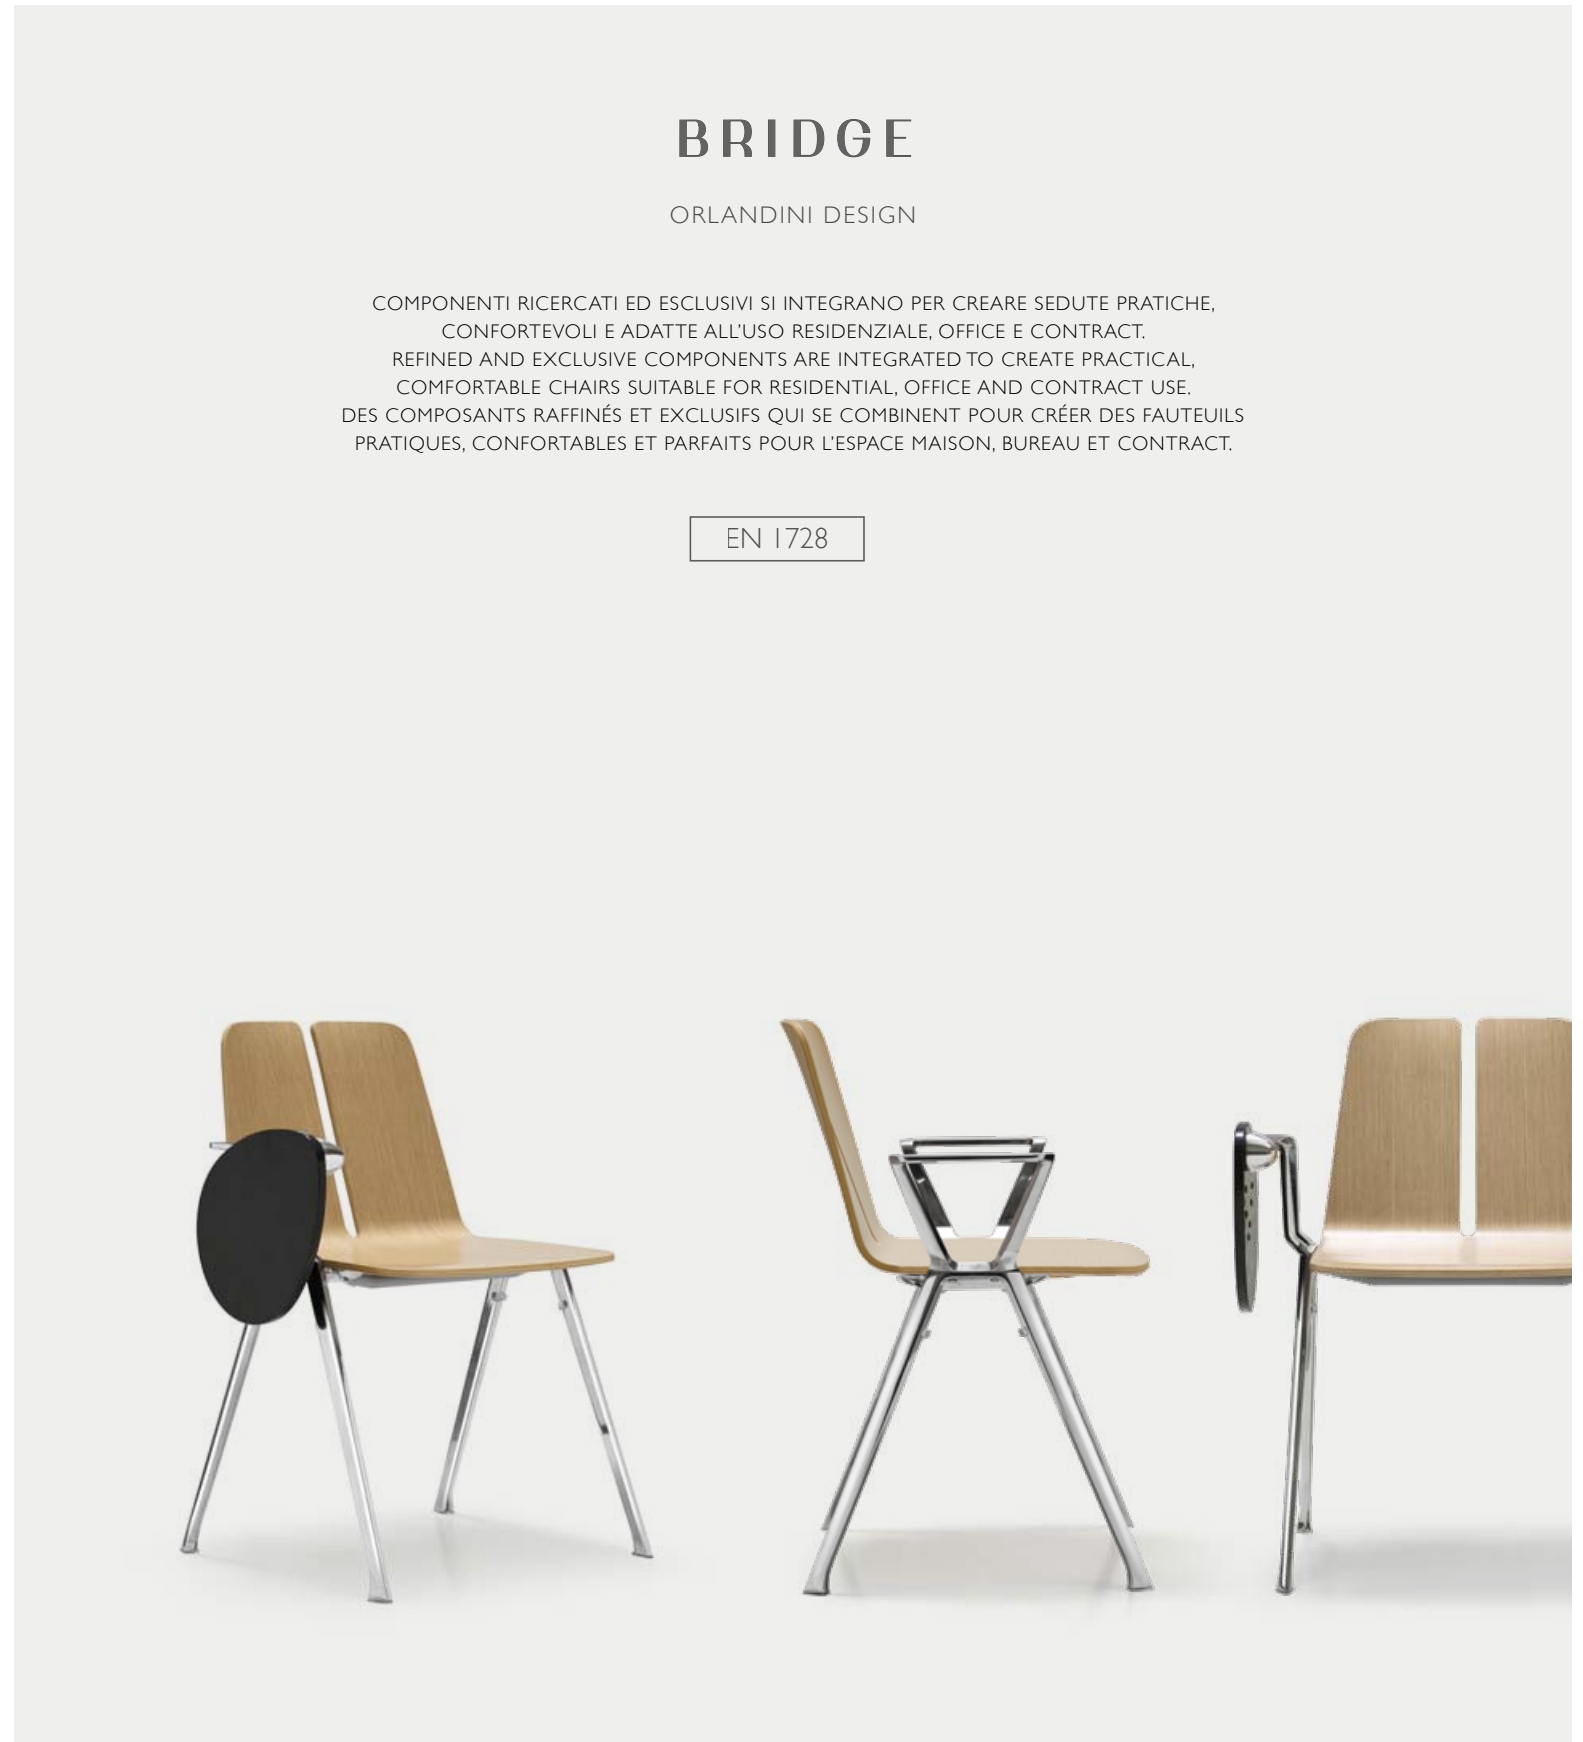 BRIDGE
ORLANDINI DESIGN
COMPONENTI RICERCATI ED ESCLUSIVI SI INTEGRANO PER CREARE SEDUTE PRATICHE,
CONFORTEVOLI E ADATTE ALL'USO RESIDENZIALE, OFFICE E CONTRACT.
REFINED AND EXCLUSIVE COMPONENTS ARE INTEGRATED TO CREATE PRACTICAL,
COMFORTABLE CHAIRS SUITABLE FOR RESIDENTIAL, OFFICE AND CONTRACT USE.
DES COMPOSANTS RAFFINÉS ET EXCLUSIFS QUI SE COMBINENT POUR CRÉER DES FAUTEUILS
PRATIQUES, CONFORTABLES ET PARFAITS POUR L'ESPACE MAISON, BUREAU ET CONTRACT.
EN 1728